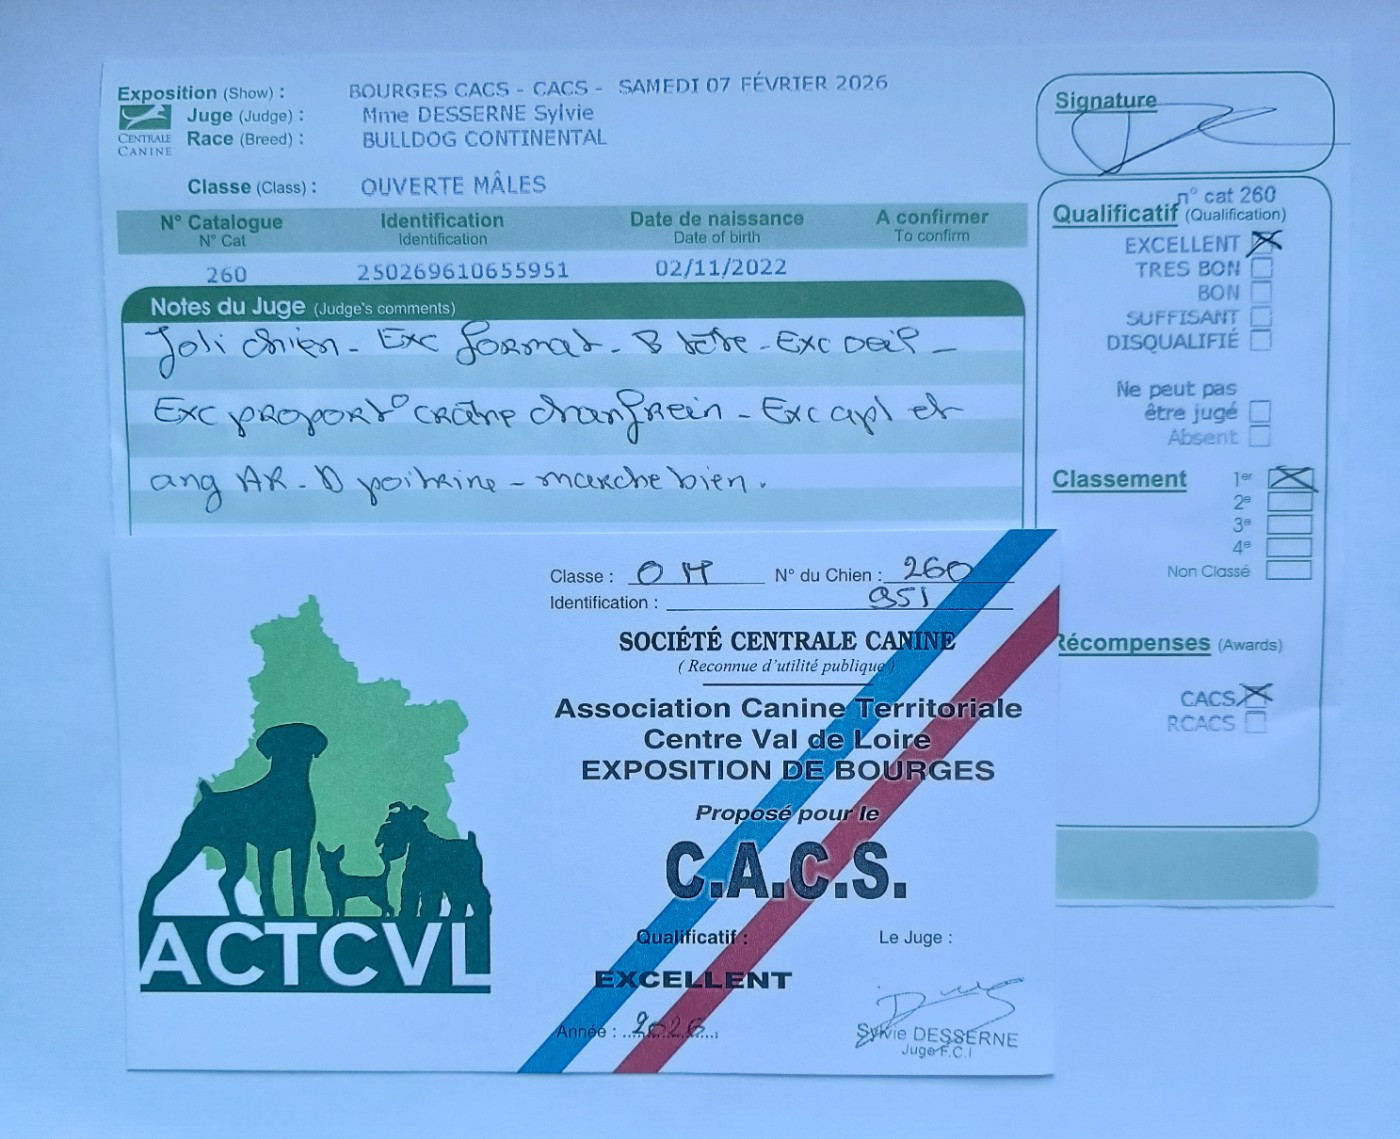 Exposition (Show) : BOURGES CACS - CACS - SAMEDI 07 FÉVRIER 2026
CENTRALE CANINE
Juge (Judge) : Mme DESSERNE Sylvie
Race (Breed) : BULLDOG CONTINENTAL
Classe (Class) : OUVERTE MÂLES
N° Catalogue Identification Date de naissance A confirmer
N° Cat Identification Date of birth To confirm
260 250269610655951 02/11/2022
Notes du Juge (Judge's comments)
Joli chien - Exc format - B tête - Exc oeil -
Exc proport° crâne chanfrein - Exc apl et
ang AR - D poitrine - marche bien.
Signature
n° cat 260
Qualificatif (Qualification)
EXCELLENT
TRES BON
BON
SUFFISANT
DISQUALIFIÉ
Ne peut pas
être jugé
Absent
Classement 1er
2e
3e
4e
Non Classé
Récompenses (Awards)
CACS
RCACS
Classe : O M N° du Chien : 260
Identification : 951
SOCIÉTÉ CENTRALE CANINE
( Reconnue d'utilité publique )
Association Canine Territoriale
Centre Val de Loire
EXPOSITION DE BOURGES
Proposé pour le
C.A.C.S.
Qualificatif : Le Juge :
EXCELLENT
Année : 2026
Sylvie DESSERNE
Juge F.C.I
ACTCVL